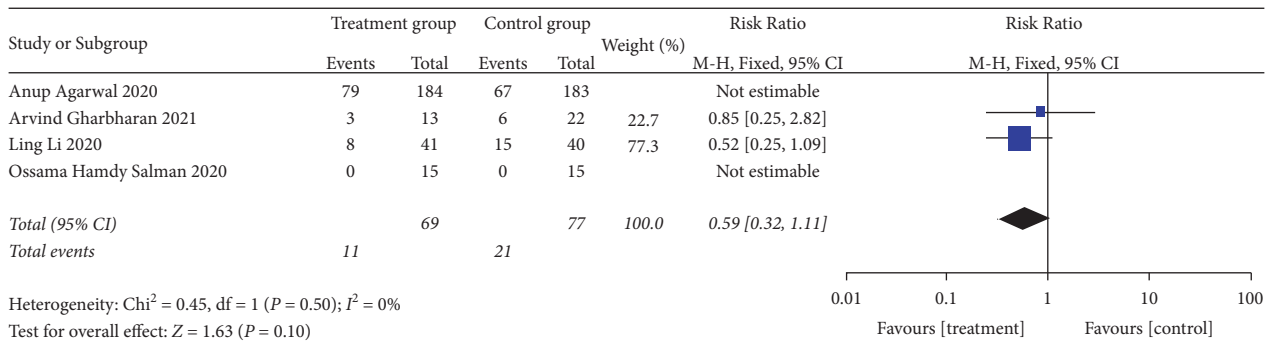 Study or Subgroup Treatment group Control group Weight (%) Risk Ratio Risk Ratio
Events Total Events Total M-H, Fixed, 95% CI M-H, Fixed, 95% CI
Anup Agarwal 2020 79 184 67 183 Not estimable
Arvind Gharbharan 2021 3 13 6 22 22.7 0.85 [0.25, 2.82]
Ling Li 2020 8 41 15 40 77.3 0.52 [0.25, 1.09]
Ossama Hamdy Salman 2020 0 15 0 15 Not estimable
Total (95% CI) 69 77 100.0 0.59 [0.32, 1.11]
Total events 11 21
Heterogeneity: Chi² = 0.45, df = 1 (P = 0.50); I² = 0%
Test for overall effect: Z = 1.63 (P = 0.10)
0.01 0.1 1 10 100
Favours [treatment] Favours [control]